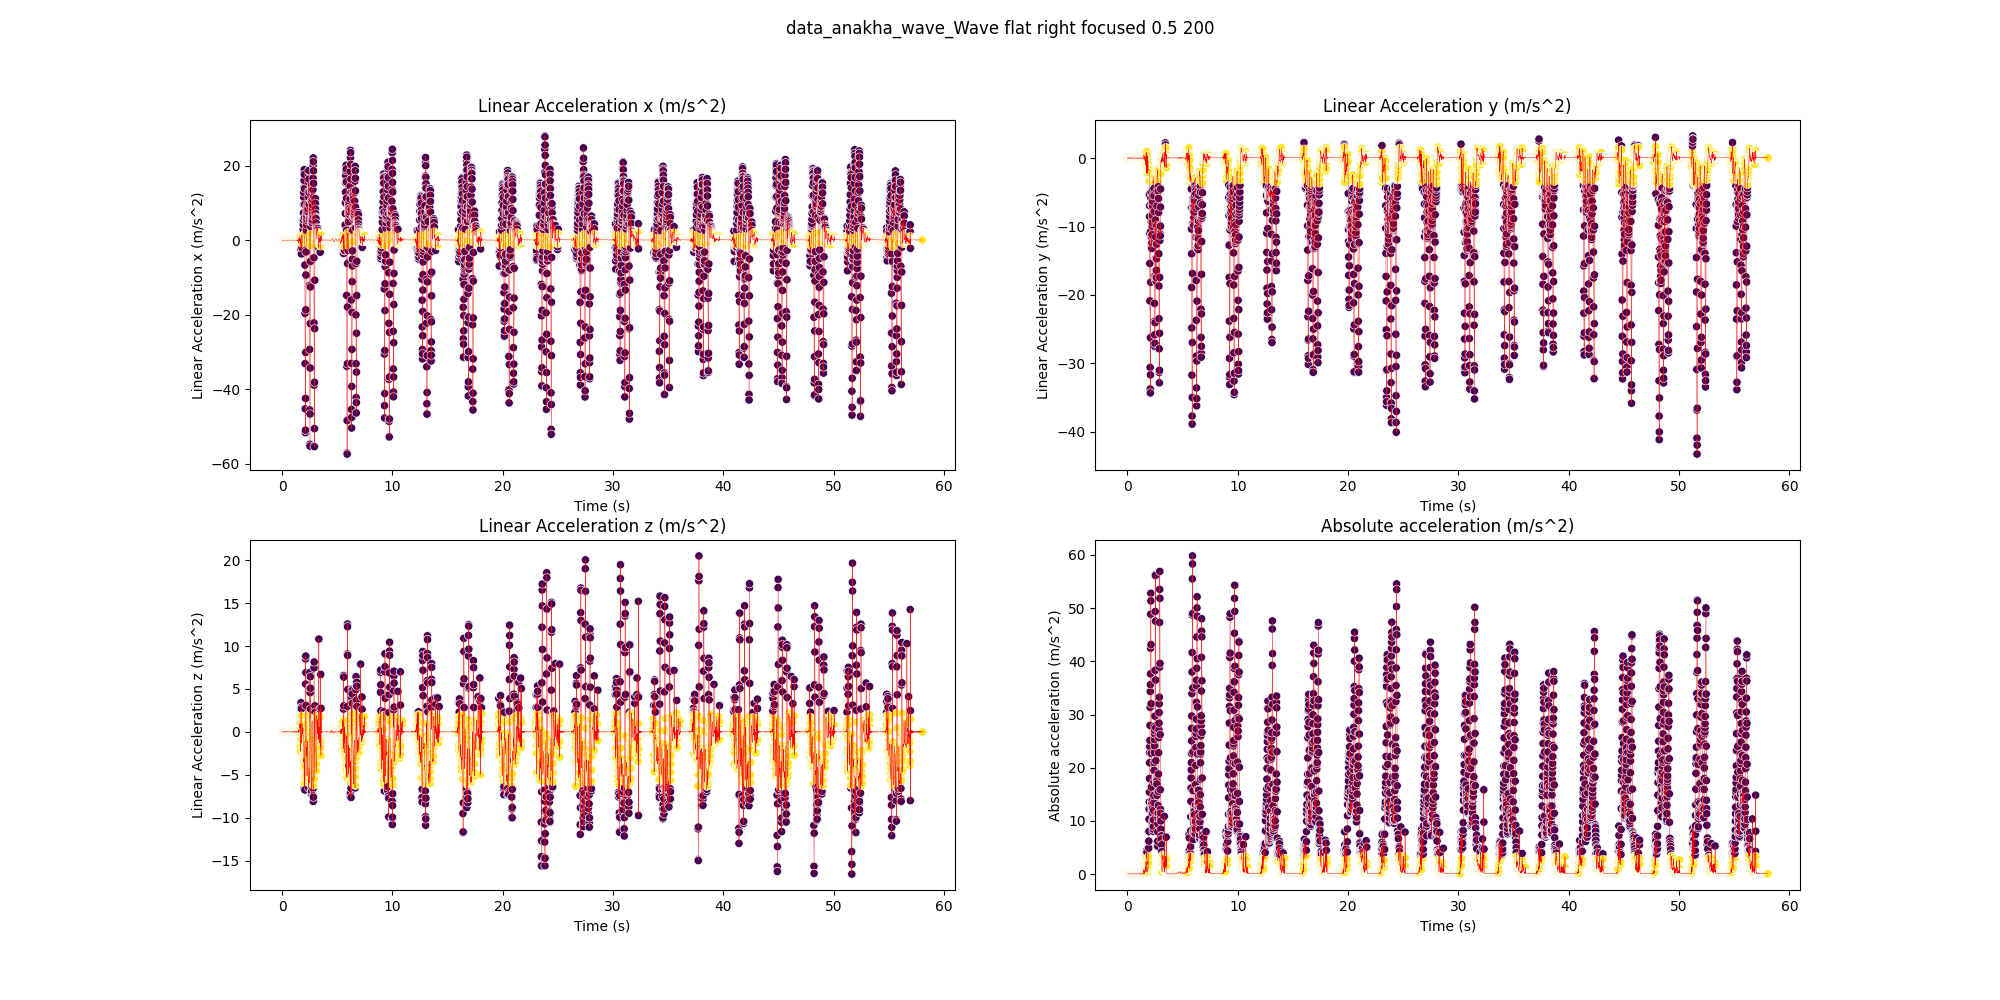 data_anakha_wave_Wave flat right focused 0.5 200
Linear Acceleration x (m/s^2)
Linear Acceleration x (m/s^2)
20
0
−20
−40
−60
0 10 20 30 40 50 60
Time (s)
Linear Acceleration y (m/s^2)
Linear Acceleration y (m/s^2)
0
−10
−20
−30
−40
0 10 20 30 40 50 60
Time (s)
Linear Acceleration z (m/s^2)
Linear Acceleration z (m/s^2)
20
15
10
5
0
−5
−10
−15
0 10 20 30 40 50 60
Time (s)
Absolute acceleration (m/s^2)
Absolute acceleration (m/s^2)
60
50
40
30
20
10
0
0 10 20 30 40 50 60
Time (s)